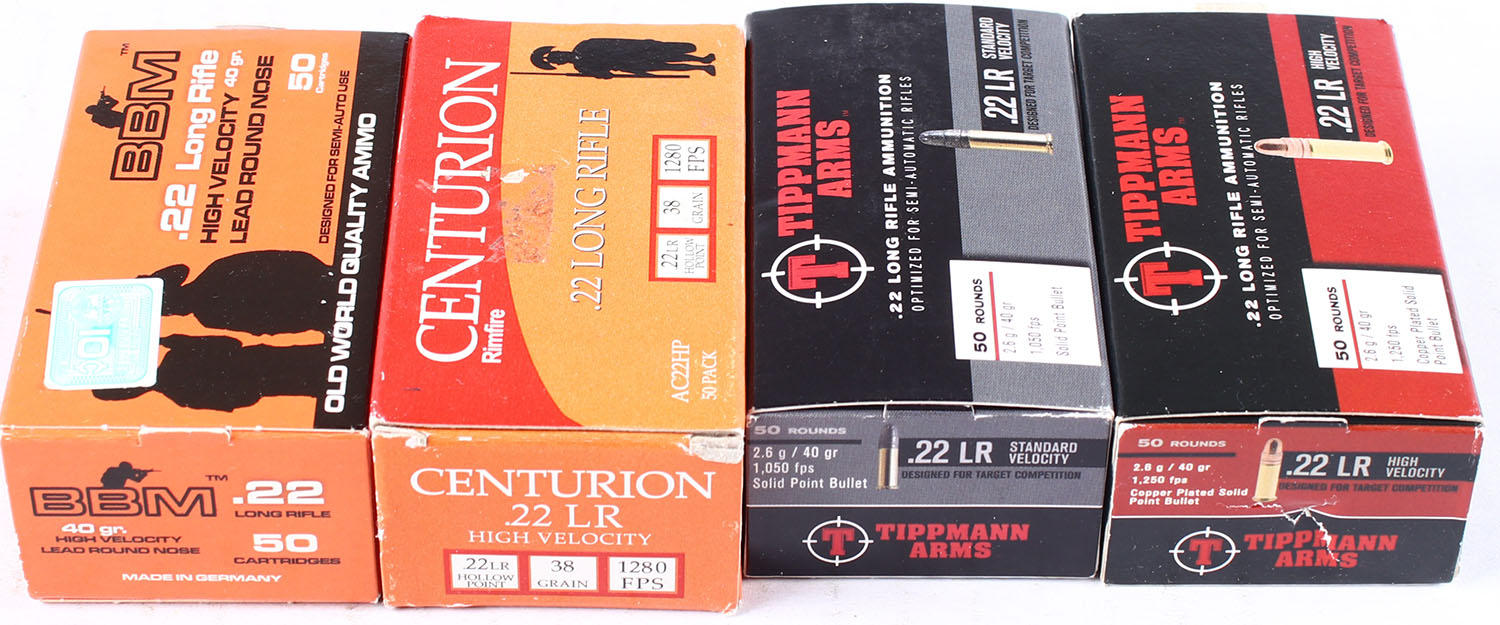 BBM™
.22 Long Rifle
HIGH VELOCITY 40 gr.
LEAD ROUND NOSE
50
Cartridges
DESIGNED FOR SEMI-AUTO USE
OLD WORLD QUALITY AMMO
BBM™
.22
LONG RIFLE
40 gr.
HIGH VELOCITY
LEAD ROUND NOSE
50
CARTRIDGES
MADE IN GERMANY
CENTURION
Rimfire
.22 LONG RIFLE
.22LR
HOLLOW
POINT
38
GRAIN
1280
FPS
AC22HP
50 PACK
CENTURION
.22 LR
HIGH VELOCITY
.22LR
HOLLOW
POINT
38
GRAIN
1280
FPS
TIPPMANN
ARMS™
.22 LONG RIFLE AMMUNITION
OPTIMIZED FOR SEMI-AUTOMATIC RIFLES
.22 LR
STANDARD
VELOCITY
DESIGNED FOR TARGET COMPETITION
50 ROUNDS
2.6 g / 40 gr
1,050 fps
Solid Point Bullet
50 ROUNDS
2.6 g / 40 gr
1,050 fps
Solid Point Bullet
.22 LR
STANDARD
VELOCITY
DESIGNED FOR TARGET COMPETITION
T
TIPPMANN
ARMS
TIPPMANN
ARMS™
.22 LONG RIFLE AMMUNITION
OPTIMIZED FOR SEMI-AUTOMATIC RIFLES
.22 LR
HIGH
VELOCITY
DESIGNED FOR TARGET COMPETITION
50 ROUNDS
2.6 g / 40 gr
1,250 fps
Copper Plated Solid
Point Bullet
50 ROUNDS
2.6 g / 40 gr
1,250 fps
Copper Plated Solid
Point Bullet
.22 LR
HIGH
VELOCITY
DESIGNED FOR TARGET COMPETITION
T
TIPPMANN
ARMS